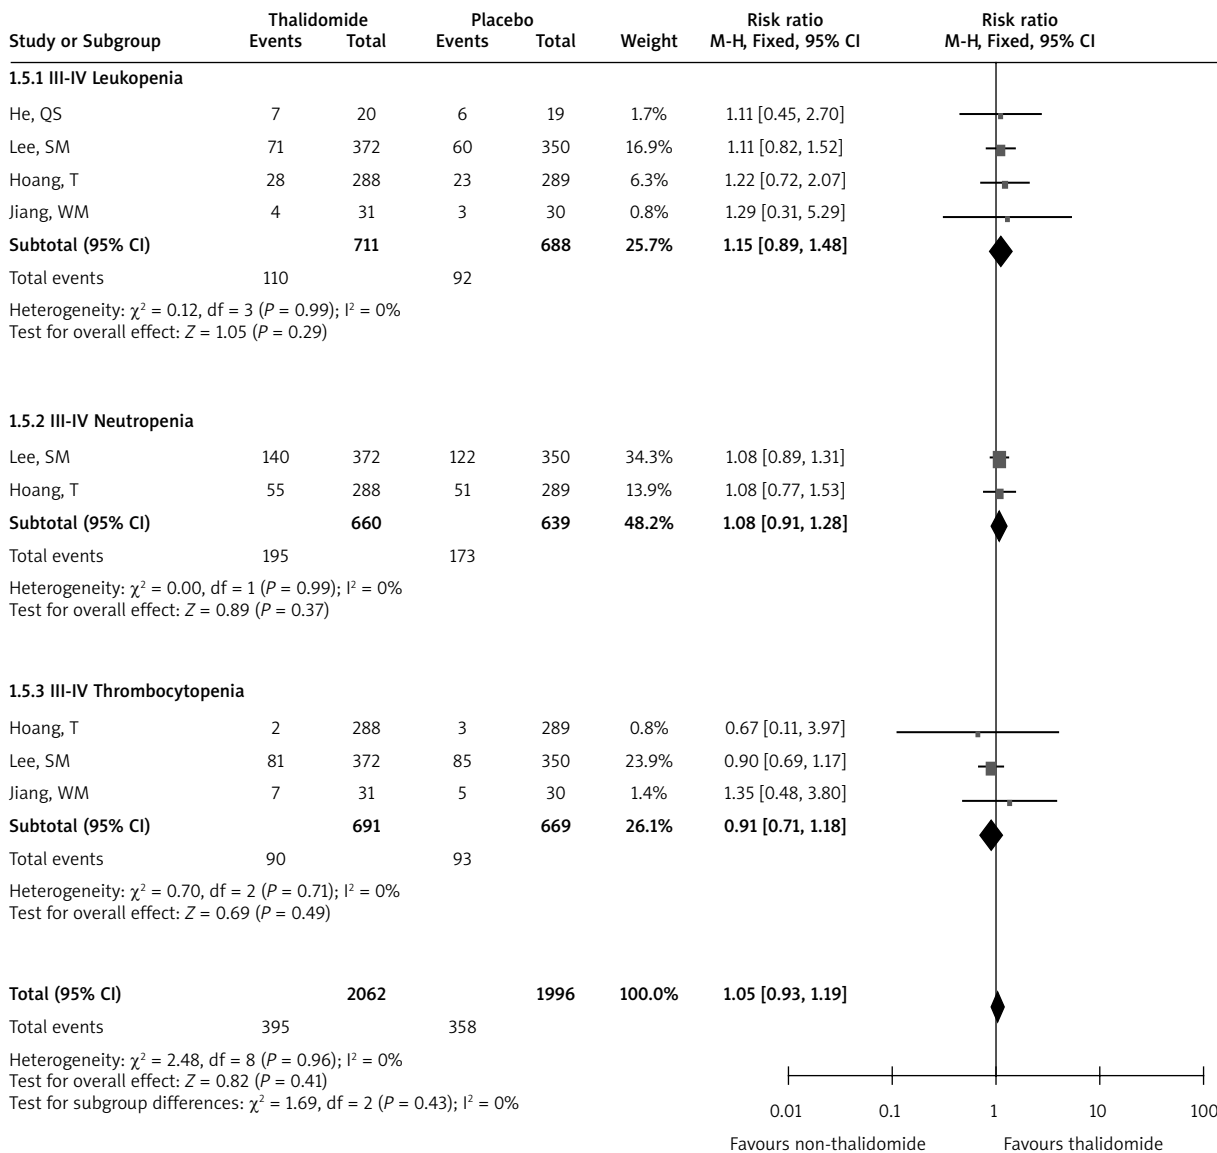 Thalidomide Placebo Risk ratio Risk ratio
Study or Subgroup Events Total Events Total Weight M-H, Fixed, 95% CI M-H, Fixed, 95% CI
1.5.1 III-IV Leukopenia
He, QS 7 20 6 19 1.7% 1.11 [0.45, 2.70]
Lee, SM 71 372 60 350 16.9% 1.11 [0.82, 1.52]
Hoang, T 28 288 23 289 6.3% 1.22 [0.72, 2.07]
Jiang, WM 4 31 3 30 0.8% 1.29 [0.31, 5.29]
Subtotal (95% CI) 711 688 25.7% 1.15 [0.89, 1.48]
Total events 110 92
Heterogeneity: χ² = 0.12, df = 3 (P = 0.99); I² = 0%
Test for overall effect: Z = 1.05 (P = 0.29)
1.5.2 III-IV Neutropenia
Lee, SM 140 372 122 350 34.3% 1.08 [0.89, 1.31]
Hoang, T 55 288 51 289 13.9% 1.08 [0.77, 1.53]
Subtotal (95% CI) 660 639 48.2% 1.08 [0.91, 1.28]
Total events 195 173
Heterogeneity: χ² = 0.00, df = 1 (P = 0.99); I² = 0%
Test for overall effect: Z = 0.89 (P = 0.37)
1.5.3 III-IV Thrombocytopenia
Hoang, T 2 288 3 289 0.8% 0.67 [0.11, 3.97]
Lee, SM 81 372 85 350 23.9% 0.90 [0.69, 1.17]
Jiang, WM 7 31 5 30 1.4% 1.35 [0.48, 3.80]
Subtotal (95% CI) 691 669 26.1% 0.91 [0.71, 1.18]
Total events 90 93
Heterogeneity: χ² = 0.70, df = 2 (P = 0.71); I² = 0%
Test for overall effect: Z = 0.69 (P = 0.49)
Total (95% CI) 2062 1996 100.0% 1.05 [0.93, 1.19]
Total events 395 358
Heterogeneity: χ² = 2.48, df = 8 (P = 0.96); I² = 0%
Test for overall effect: Z = 0.82 (P = 0.41)
Test for subgroup differences: χ² = 1.69, df = 2 (P = 0.43); I² = 0%
0.01 0.1 1 10 100
Favours non-thalidomide Favours thalidomide